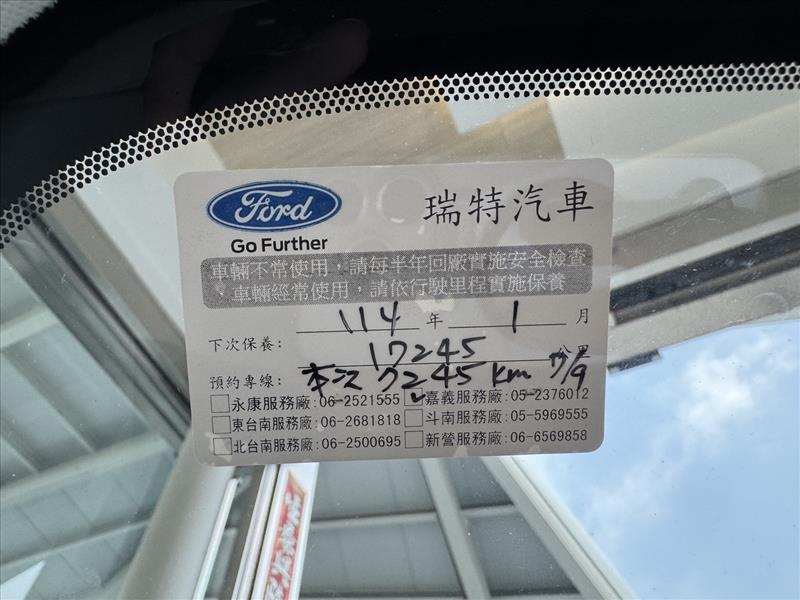 Ford 瑞特汽車
Go Further
車輛不常使用，請每半年回廠實施安全檢查
，車輛經常使用，請依行駛里程實施保養
下次保養： 114 年 1 月
17245 公里
預約專線： 本次 7245 km 7/9
永康服務廠:06-2521555 嘉義服務廠:05-2376012
東台南服務廠:06-2681818 斗南服務廠:05-5969555
北台南服務廠:06-2500695 新營服務廠:06-6569858